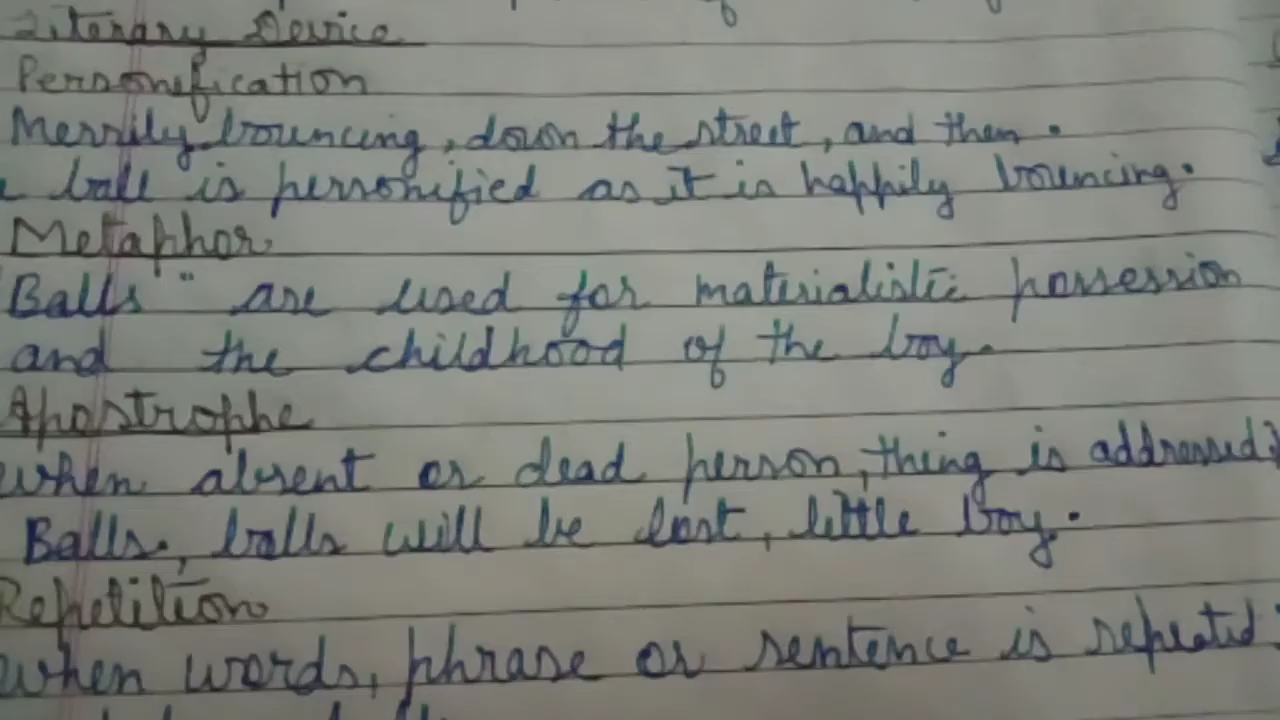 Literary Device
Personification
Merrily bouncing, down the street, and then.
ball is personified as it is happily bouncing.
Metaphor
Balls" are used for materialistic possession
and the childhood of the boy.
Apostrophe
when absent or dead person, thing is addressed.
Balls, balls will be lost, little boy.
Repetition
when words, phrase or sentence is repeated